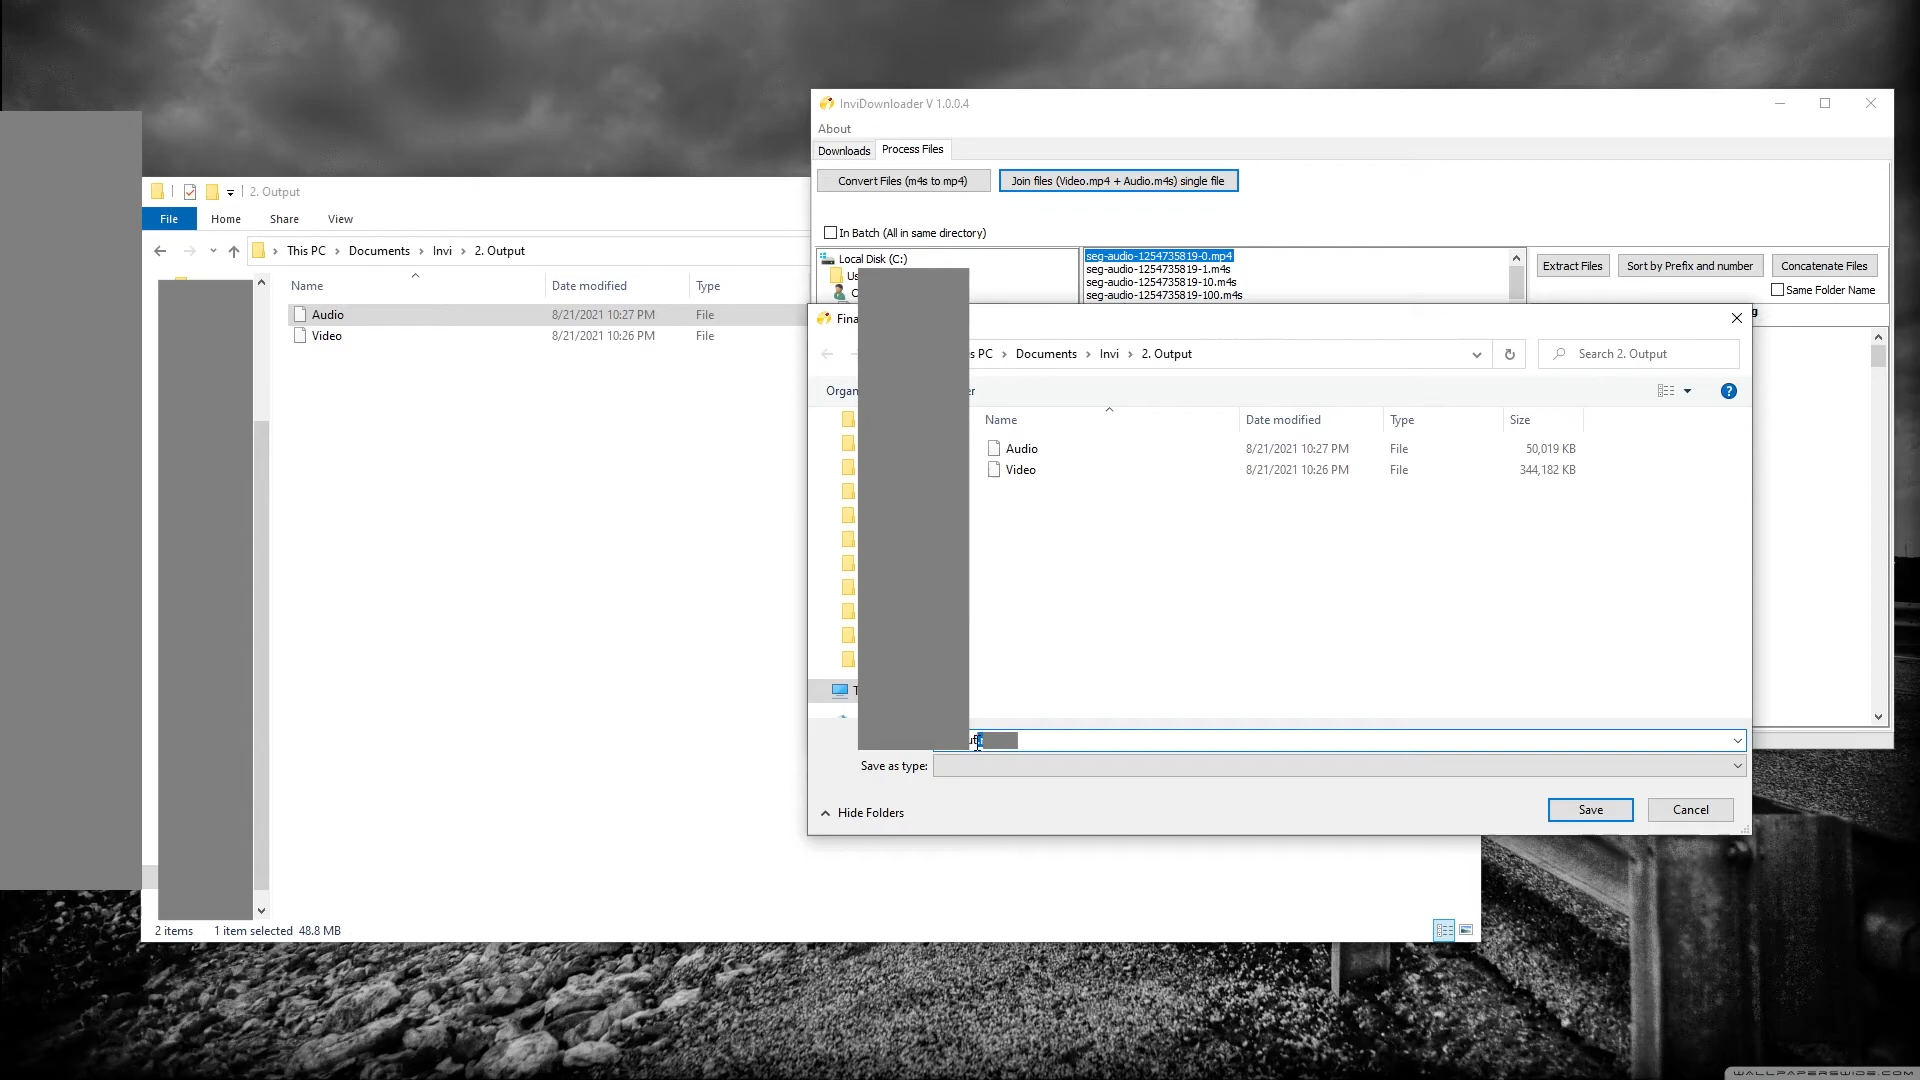 InviDownloader V 1.0.0.4
About
Downloads
Process Files
Convert Files (m4s to mp4)
Join files (Video.mp4 + Audio.m4s) single file
In Batch (All in same directory)
Local Disk (C:)
seg-audio-1254735819-0.mp4
seg-audio-1254735819-1.m4s
seg-audio-1254735819-10.m4s
seg-audio-1254735819-100.m4s
Extract Files
Sort by Prefix and number
Concatenate Files
Same Folder Name
2. Output
File Home Share View
This PC > Documents > Invi > 2. Output
Name Date modified Type
Audio 8/21/2021 10:27 PM File
Video 8/21/2021 10:26 PM File
2 items 1 item selected 48.8 MB
PC > Documents > Invi > 2. Output
Search 2. Output
Name Date modified Type Size
Audio 8/21/2021 10:27 PM File 50,019 KB
Video 8/21/2021 10:26 PM File 344,182 KB
Save as type:
Hide Folders
Save
Cancel
WALLPAPERSWIDE.COM